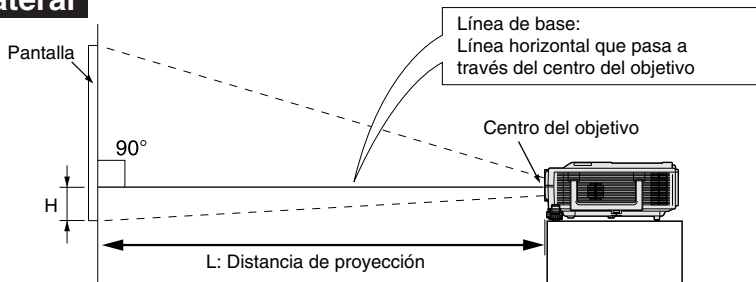 Línea de base:
Línea horizontal que pasa a
través del centro del objetivo
Pantalla
Centro del objetivo
90°
H
L: Distancia de proyección